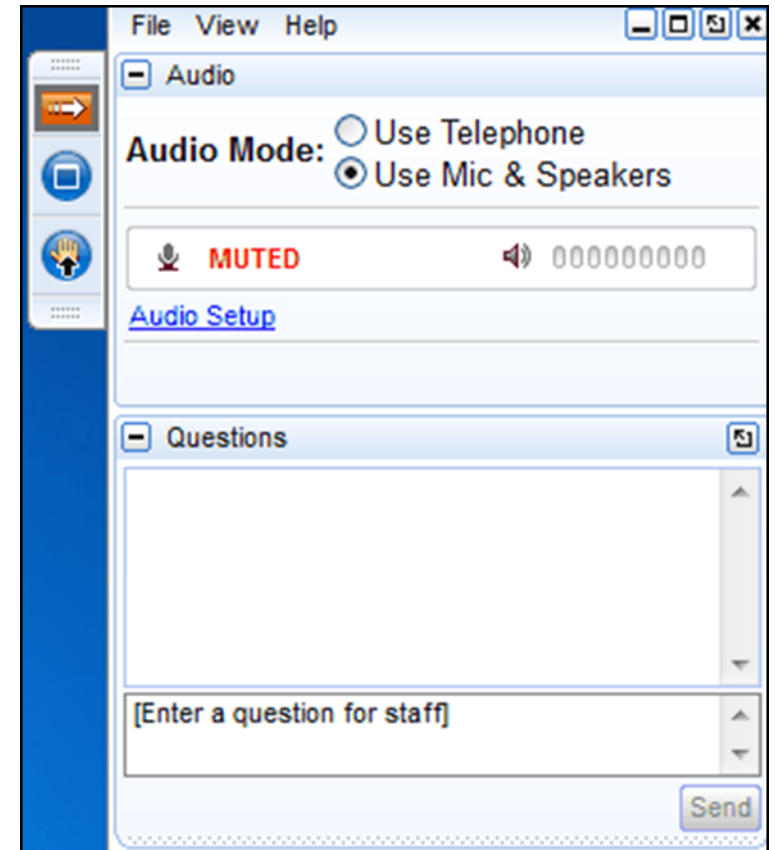 File View Help
Audio
Audio Mode:
Use Telephone
Use Mic & Speakers
MUTED 000000000
Audio Setup
Questions
[Enter a question for staff]
Send